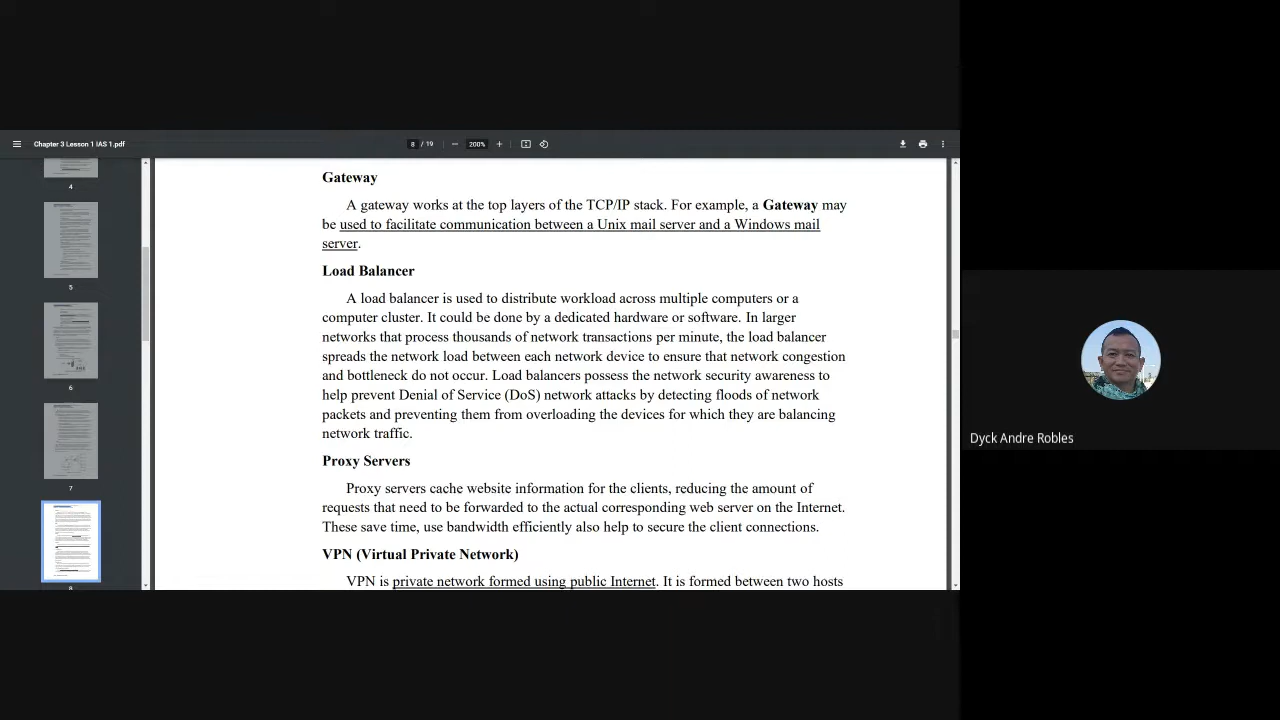 Chapter 3 Lesson 1 IAS 1.pdf
8 / 19
200%
4
5
6
7
8
Gateway
A gateway works at the top layers of the TCP/IP stack. For example, a Gateway may
be used to facilitate communication between Unix mail server and a Windows mail
server.
Load Balancer
A load balancer is used to distribute workload across multiple computers or a
computer cluster. It could be done by a dedicated hardware or software. In larger
networks that process thousands of network transactions per minute, the load balancer
spreads the network load between each network device to ensure that network congestion
and bottleneck do not occur. Load balancers possess the network security awareness to
help prevent Denial of Service (DoS) network attacks by detecting floods of network
packets and preventing them from overloading the devices for which they are balancing
network traffic.
Proxy Servers
Proxy servers cache website information for the clients, reducing the amount of
requests that need to be forwarded to the actual corresponding web server on the Internet.
These save time, use bandwidth efficiently also help to secure the client connections.
VPN (Virtual Private Network)
VPN is private network formed using public Internet. It is formed between two hosts
Dyck Andre Robles